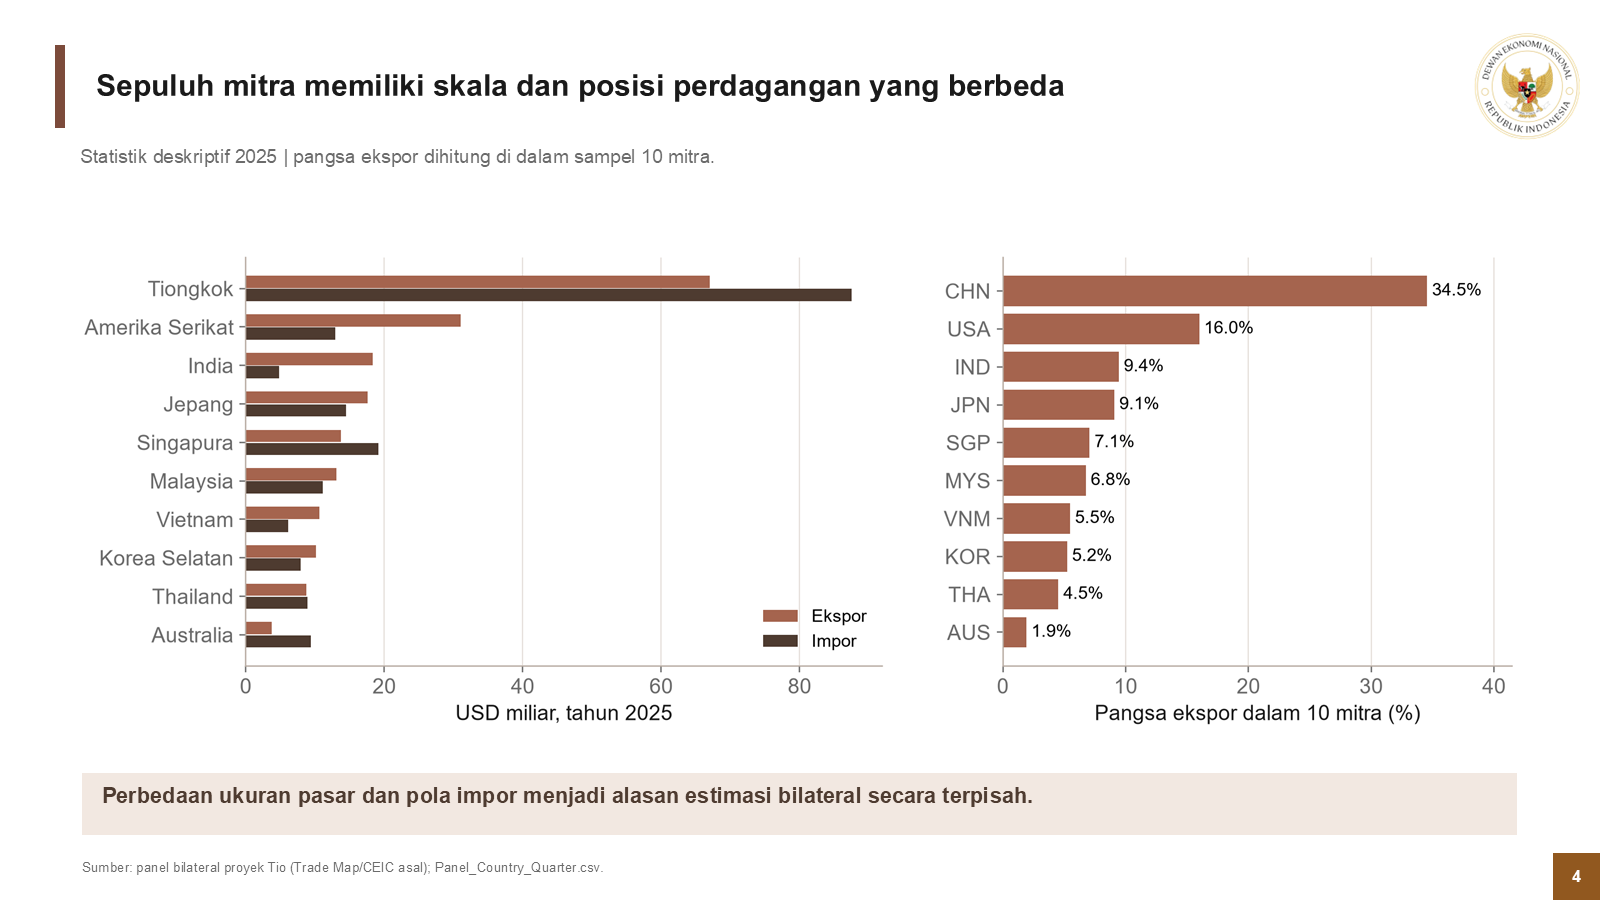 Sepuluh mitra memiliki skala dan posisi perdagangan yang berbeda
DEWAN EKONOMI NASIONAL
REPUBLIK INDONESIA
Statistik deskriptif 2025 | pangsa ekspor dihitung di dalam sampel 10 mitra.
Tiongkok
Amerika Serikat
India
Jepang
Singapura
Malaysia
Vietnam
Korea Selatan
Thailand
Australia
Ekspor
Impor
0 20 40 60 80
USD miliar, tahun 2025
CHN 34.5%
USA 16.0%
IND 9.4%
JPN 9.1%
SGP 7.1%
MYS 6.8%
VNM 5.5%
KOR 5.2%
THA 4.5%
AUS 1.9%
0 10 20 30 40
Pangsa ekspor dalam 10 mitra (%)
Perbedaan ukuran pasar dan pola impor menjadi alasan estimasi bilateral secara terpisah.
Sumber: panel bilateral proyek Tio (Trade Map/CEIC asal); Panel_Country_Quarter.csv.
4